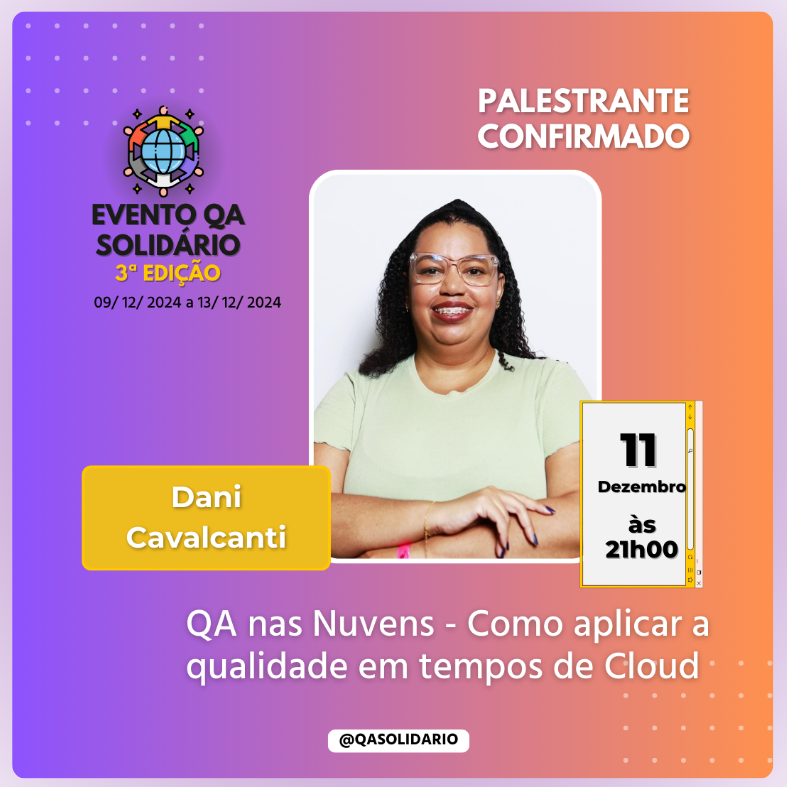 PALESTRANTE
CONFIRMADO
EVENTO QA
SOLIDÁRIO
3ª EDIÇÃO
09/ 12/ 2024 a 13/ 12/ 2024
11
Dezembro
às
21h00
Dani
Cavalcanti
QA nas Nuvens - Como aplicar a
qualidade em tempos de Cloud
@QASOLIDARIO